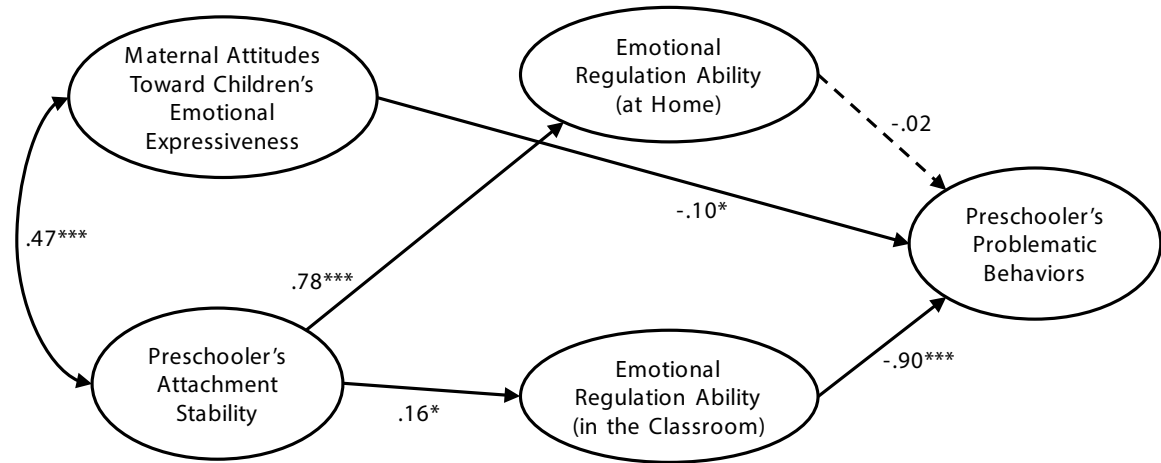 Maternal Attitudes
Toward Children's
Emotional
Expressiveness
Emotional
Regulation Ability
(at Home)
-.02
-.10*
Preschooler's
Problematic
Behaviors
.47***
.78***
Preschooler's
Attachment
Stability
.16*
Emotional
Regulation Ability
(in the Classroom)
-.90***